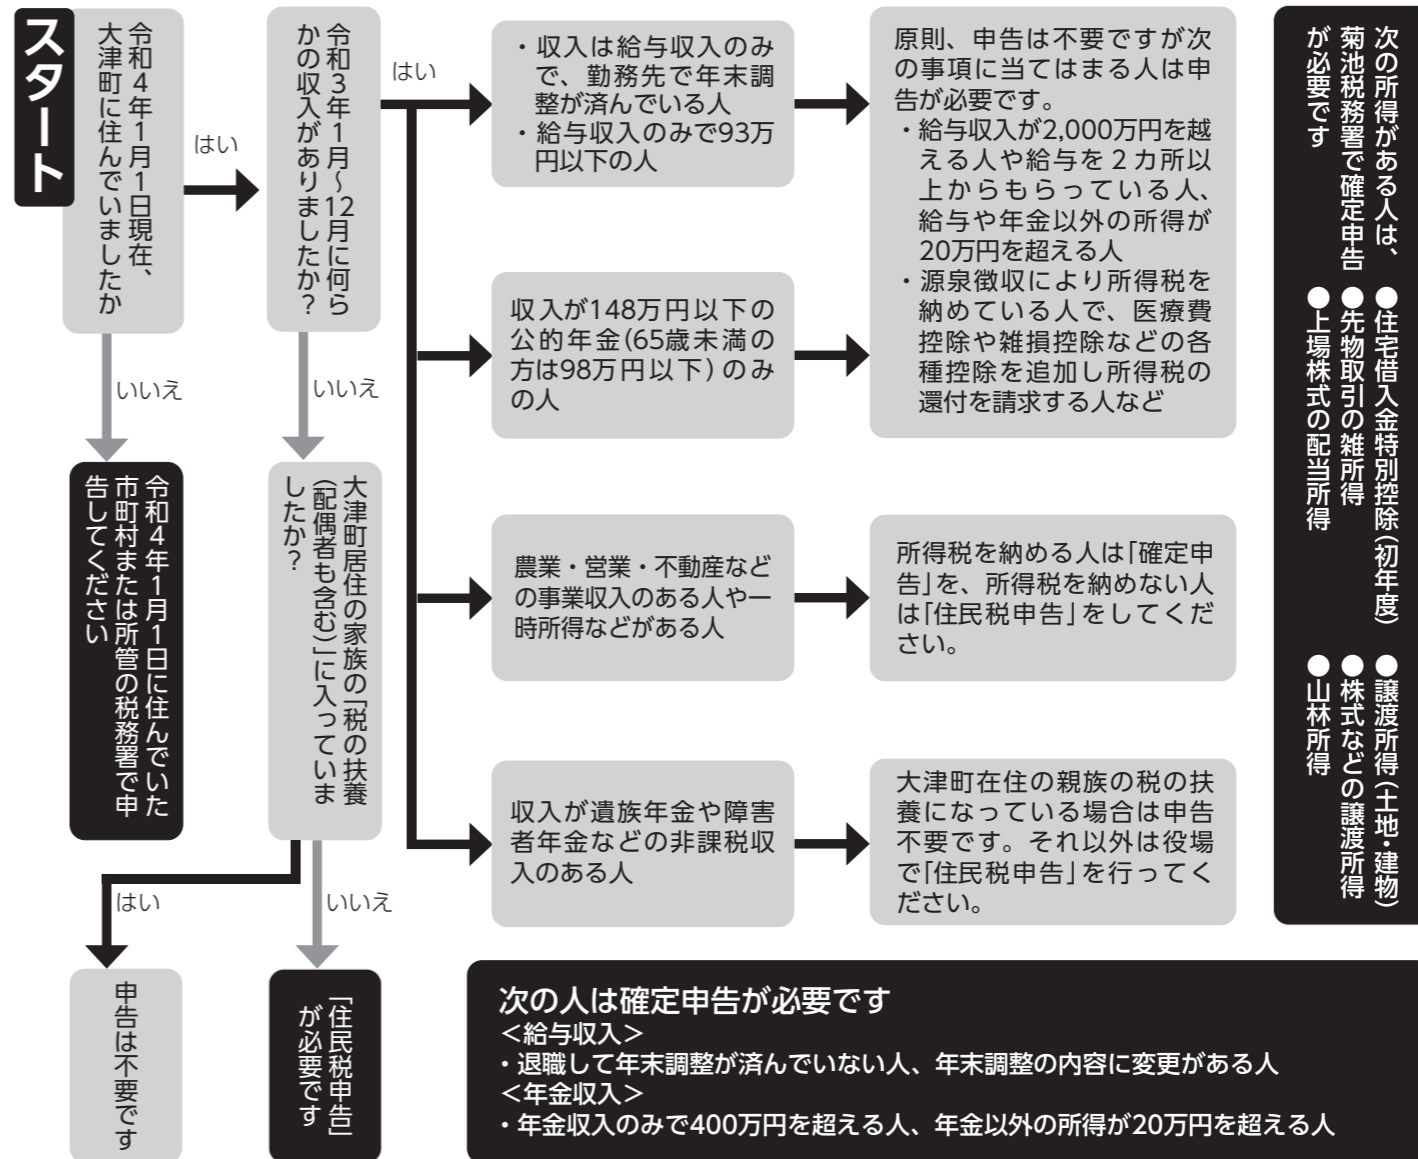 スタート
令和４年１月１日現在、
大津町に住んでいましたか
はい
いいえ
令和４年１月１日に住んでいた
市町村または所管の税務署で申
告してください
令和３年１月～12月に何ら
かの収入がありましたか？
はい
いいえ
大津町居住の家族の「税の扶養
（配偶者も含む）」に入っていま
したか？
はい
いいえ
申告は不要です
「住民税申告」
が必要です
・収入は給与収入のみ
で、勤務先で年末調
整が済んでいる人
・給与収入のみで93万
円以下の人
原則、申告は不要ですが次
の事項に当てはまる人は申
告が必要です。
・給与収入が2,000万円を越
える人や給与を２カ所以
上からもらっている人、
給与や年金以外の所得が
20万円を超える人
・源泉徴収により所得税を
納めている人で、医療費
控除や雑損控除などの各
種控除を追加し所得税の
還付を請求する人など
収入が148万円以下の
公的年金(65歳未満の
方は98万円以下)のみ
の人
農業・営業・不動産など
の事業収入のある人や一
時所得などがある人
所得税を納める人は「確定申
告」を、所得税を納めない人
は「住民税申告」をしてくだ
さい。
収入が遺族年金や障害
者年金などの非課税収
入のある人
大津町在住の親族の税の扶
養になっている場合は申告
不要です。それ以外は役場
で「住民税申告」を行ってく
ださい。
次の所得がある人は、
菊池税務署で確定申告
が必要です
●住宅借入金特別控除（初年度）
●先物取引の雑所得
●上場株式の配当所得
●譲渡所得（土地・建物）
●株式などの譲渡所得
●山林所得
次の人は確定申告が必要です
＜給与収入＞
・退職して年末調整が済んでいない人、年末調整の内容に変更がある人
＜年金収入＞
・年金収入のみで400万円を超える人、年金以外の所得が20万円を超える人